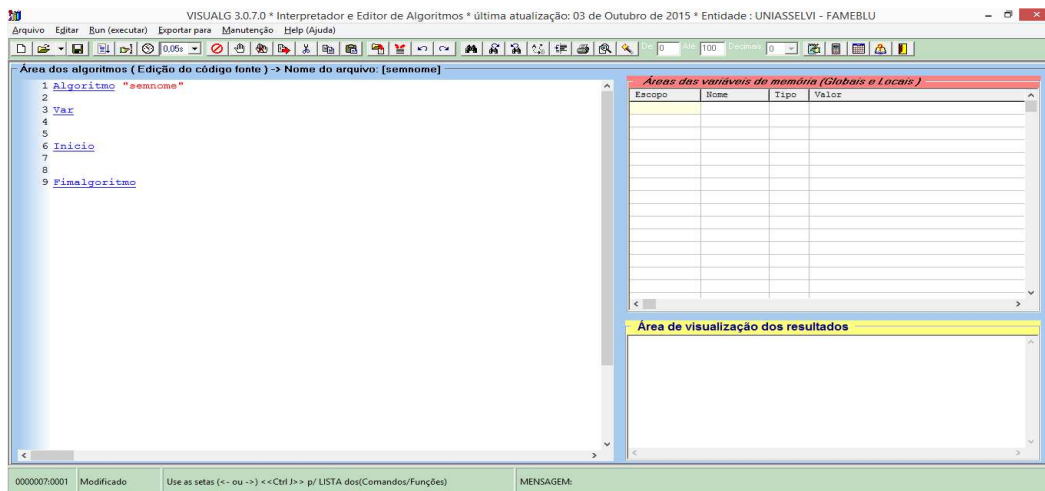 VISUALG 3.0.7.0 * Interpretador e Editor de Algoritmos * última atualização: 03 de Outubro de 2015 * Entidade : UNIASSELVI - FAMEBLU
Arquivo Editar Run (executar) Exportar para Manutenção Help (Ajuda)
0,05s De 0 Até 100 Decimais 0
Área dos algoritmos ( Edição do código fonte ) -> Nome do arquivo: [semnome]
1 Algoritmo "semnome"
2
3 Var
4
5
6 Inicio
7
8
9 Fimalgoritmo
Áreas das variáveis de memória (Globais e Locais )
Escopo Nome Tipo Valor
Área de visualização dos resultados
0000007:0001 Modificado Use as setas (<- ou ->) <<Ctrl J>> p/ LISTA dos(Comandos/Funções) MENSAGEM: